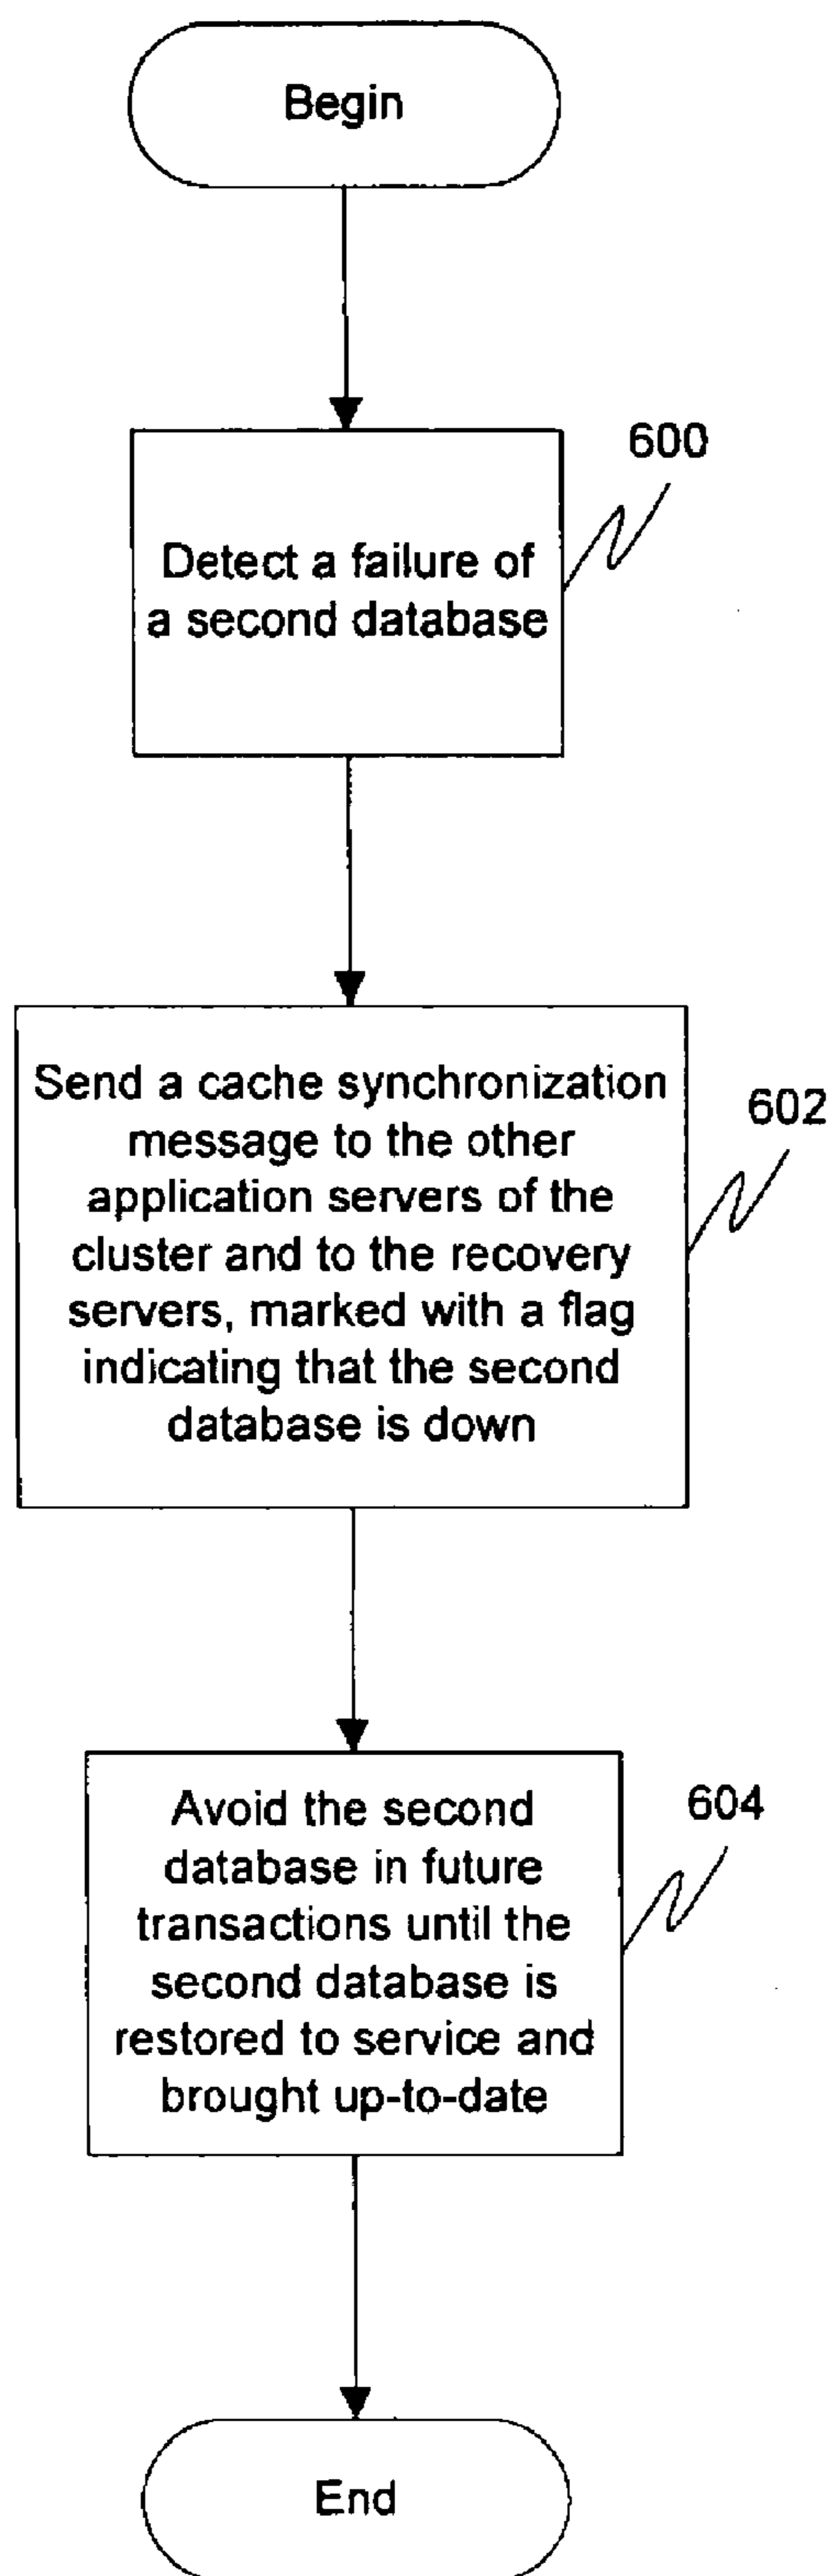 Begin
600
Detect a failure of
a second database
Send a cache synchronization
message to the other
application servers of the
cluster and to the recovery
servers, marked with a flag
indicating that the second
database is down
602
Avoid the second
database in future
transactions until the
second database is
restored to service and
brought up-to-date
604
End